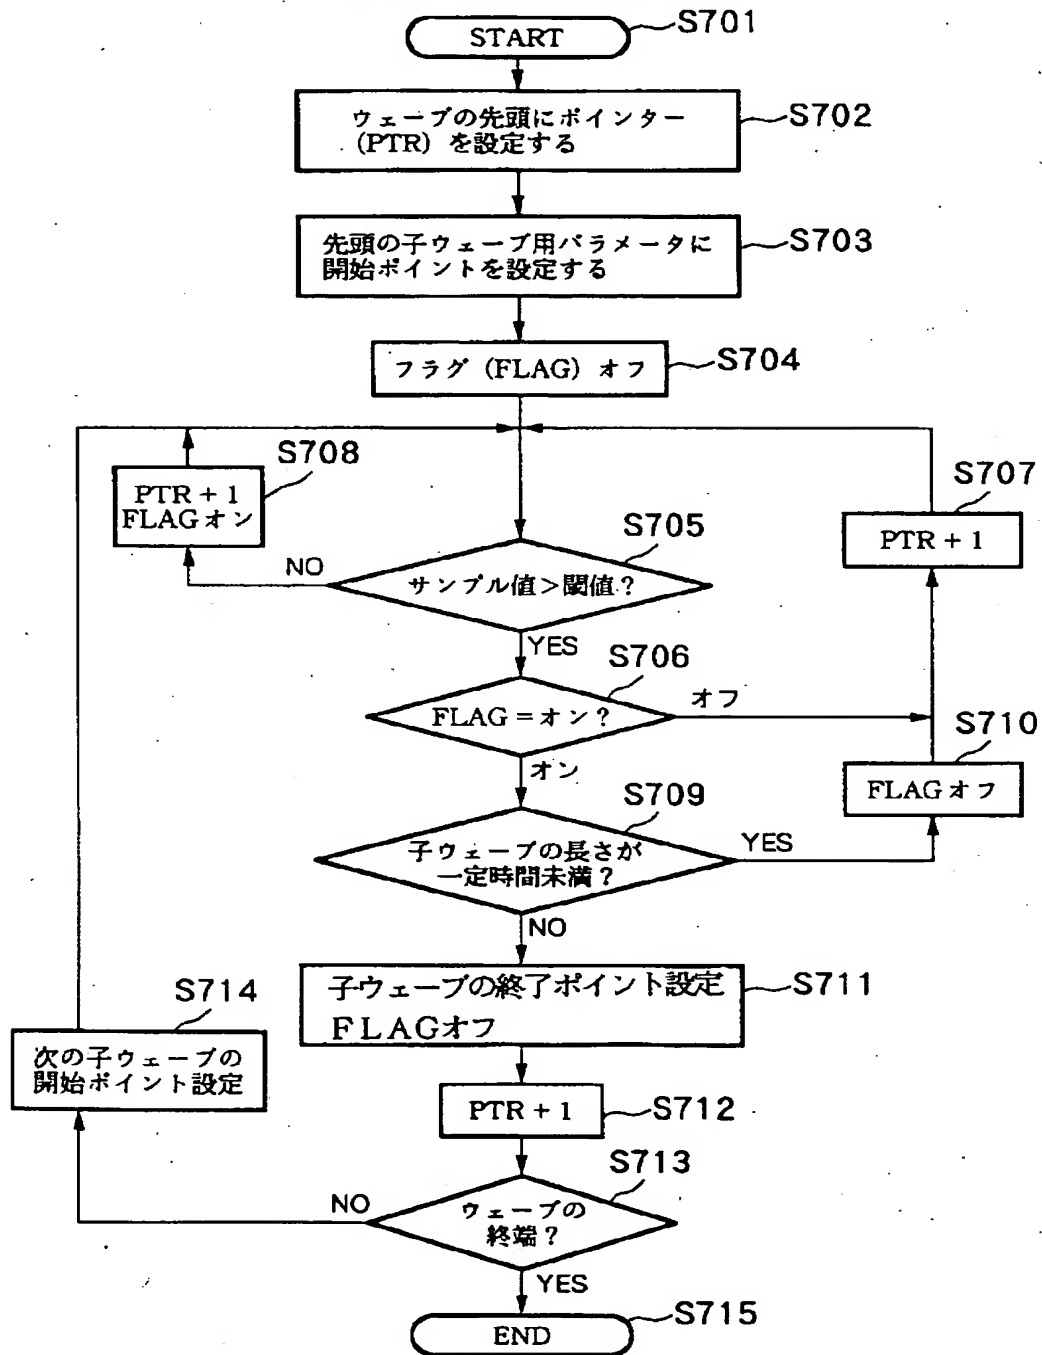 START
S701
ウェーブの先頭にポインター
(PTR) を設定する
S702
先頭の子ウェーブ用パラメータに
開始ポイントを設定する
S703
フラグ (FLAG) オフ
S704
S708
PTR + 1
FLAGオン
S707
PTR + 1
S705
サンプル値>閾値?
NO
YES
S706
FLAG = オン?
オフ
オン
S710
FLAGオフ
S709
子ウェーブの長さが
一定時間未満?
YES
NO
子ウェーブの終了ポイント設定
FLAGオフ
S711
S714
次の子ウェーブの
開始ポイント設定
PTR + 1
S712
S713
ウェーブの
終端?
NO
YES
END
S715